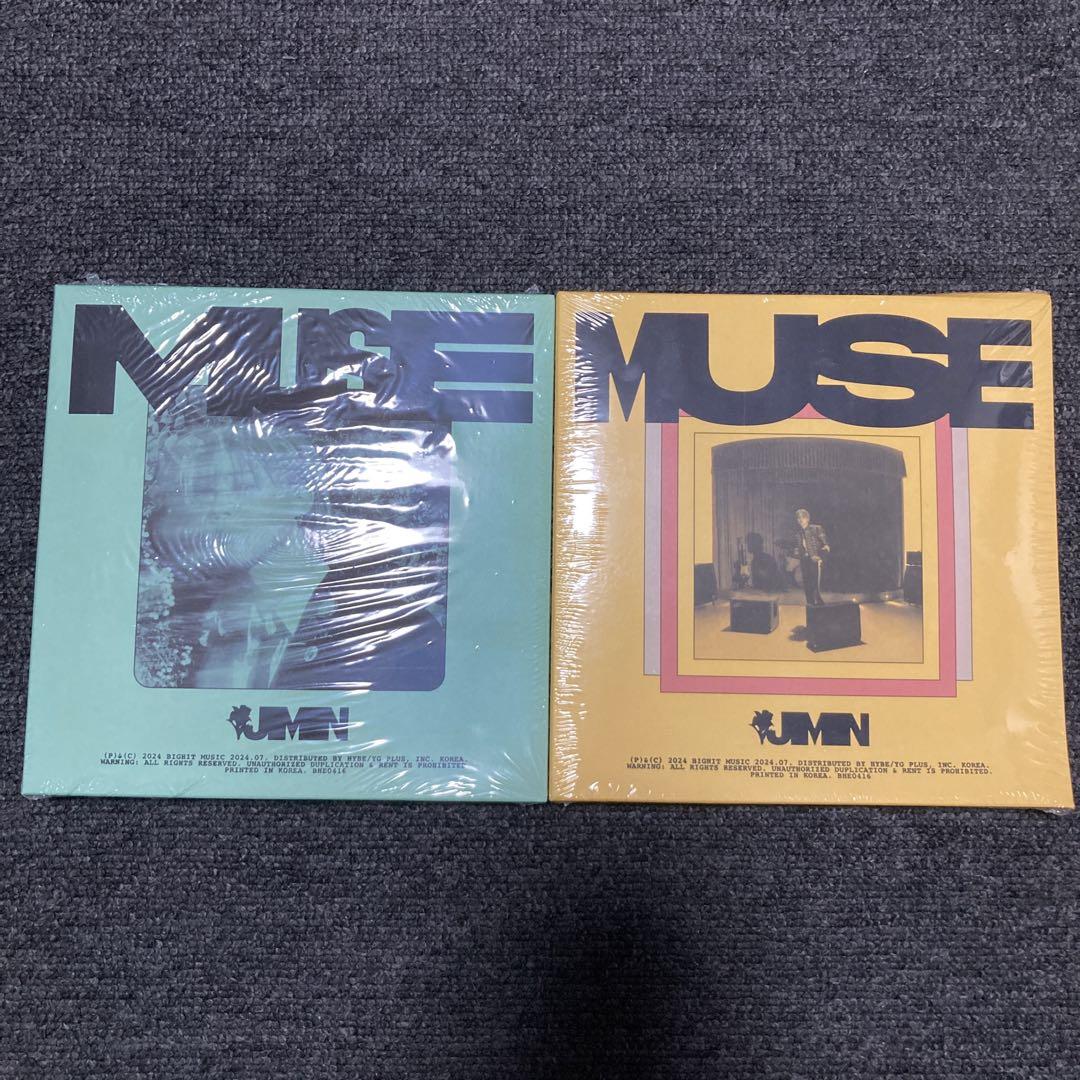 MUSE
JIMIN
(P)&(C) 2024 BIGHIT MUSIC 2024.07. DISTRIBUTED BY HYBE/YG PLUS, INC. KOREA.
WARNING: ALL RIGHTS RESERVED. UNAUTHORIZED DUPLICATION & RENT IS PROHIBITED.
PRINTED IN KOREA. BHE0416
MUSE
JIMIN
(P)&(C) 2024 BIGHIT MUSIC 2024.07. DISTRIBUTED BY HYBE/YG PLUS, INC. KOREA.
WARNING: ALL RIGHTS RESERVED. UNAUTHORIZED DUPLICATION & RENT IS PROHIBITED.
PRINTED IN KOREA. BHE0416